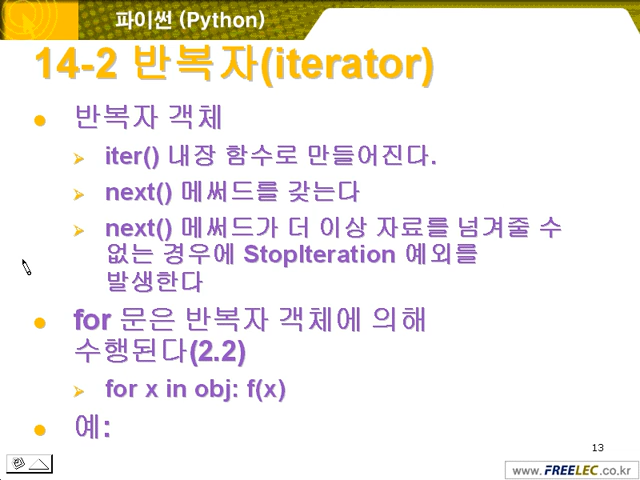 파이썬 (Python)
14-2 반복자(iterator)
반복자 객체
iter() 내장 함수로 만들어진다.
next() 메써드를 갖는다
next() 메써드가 더 이상 자료를 넘겨줄 수
없는 경우에 StopIteration 예외를
발생한다
for 문은 반복자 객체에 의해
수행된다(2.2)
for x in obj: f(x)
예:
13
www.FREELEC.co.kr